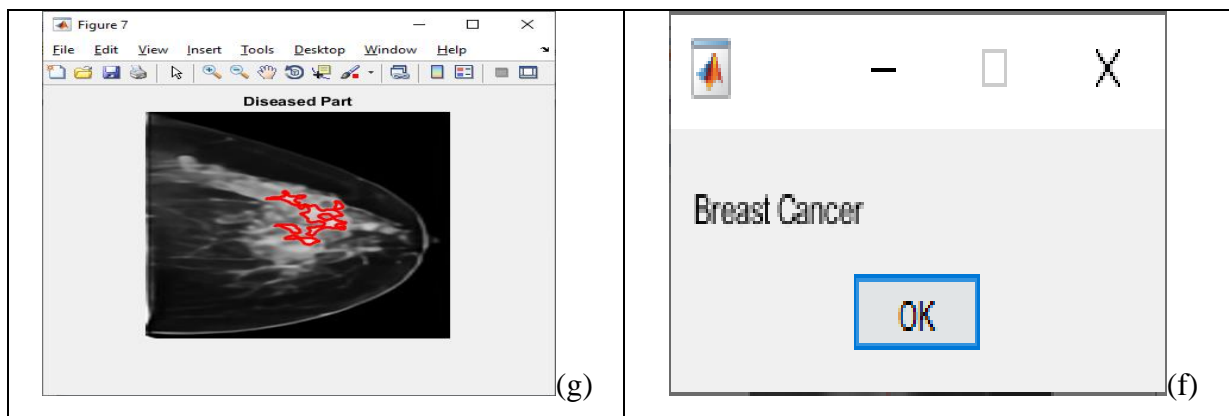 Figure 7
File Edit View Insert Tools Desktop Window Help
Diseased Part
(g)
Breast Cancer
OK
(f)